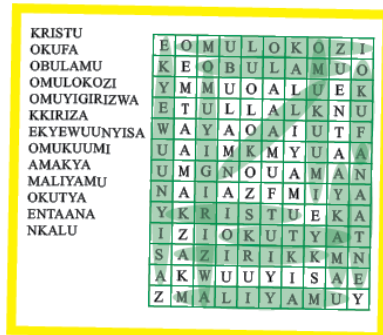 KRISTU
OKUFA
OBULAMU
OMULOKOZI
OMUYIGIRIZWA
KKIRIZA
EKYEWUUNYISA
OMUKUUMI
AMAKYA
MALIYAMU
OKUTYA
ENTAANA
NKALU
E O M U L O K O Z I
K E O B U L A M U O
Y M M U O A L U E K
E T U L L A I K N U
W A Y A O A I U T F
U A I M K M Y U A A
U M G N O U A M A N
N A I A Z F M I Y A
Y K R I S T U E K A
I Z I O K U T Y A T
S A Z I R I K K M N
A K W U U Y I S A E
Z M A L I Y A M U Y